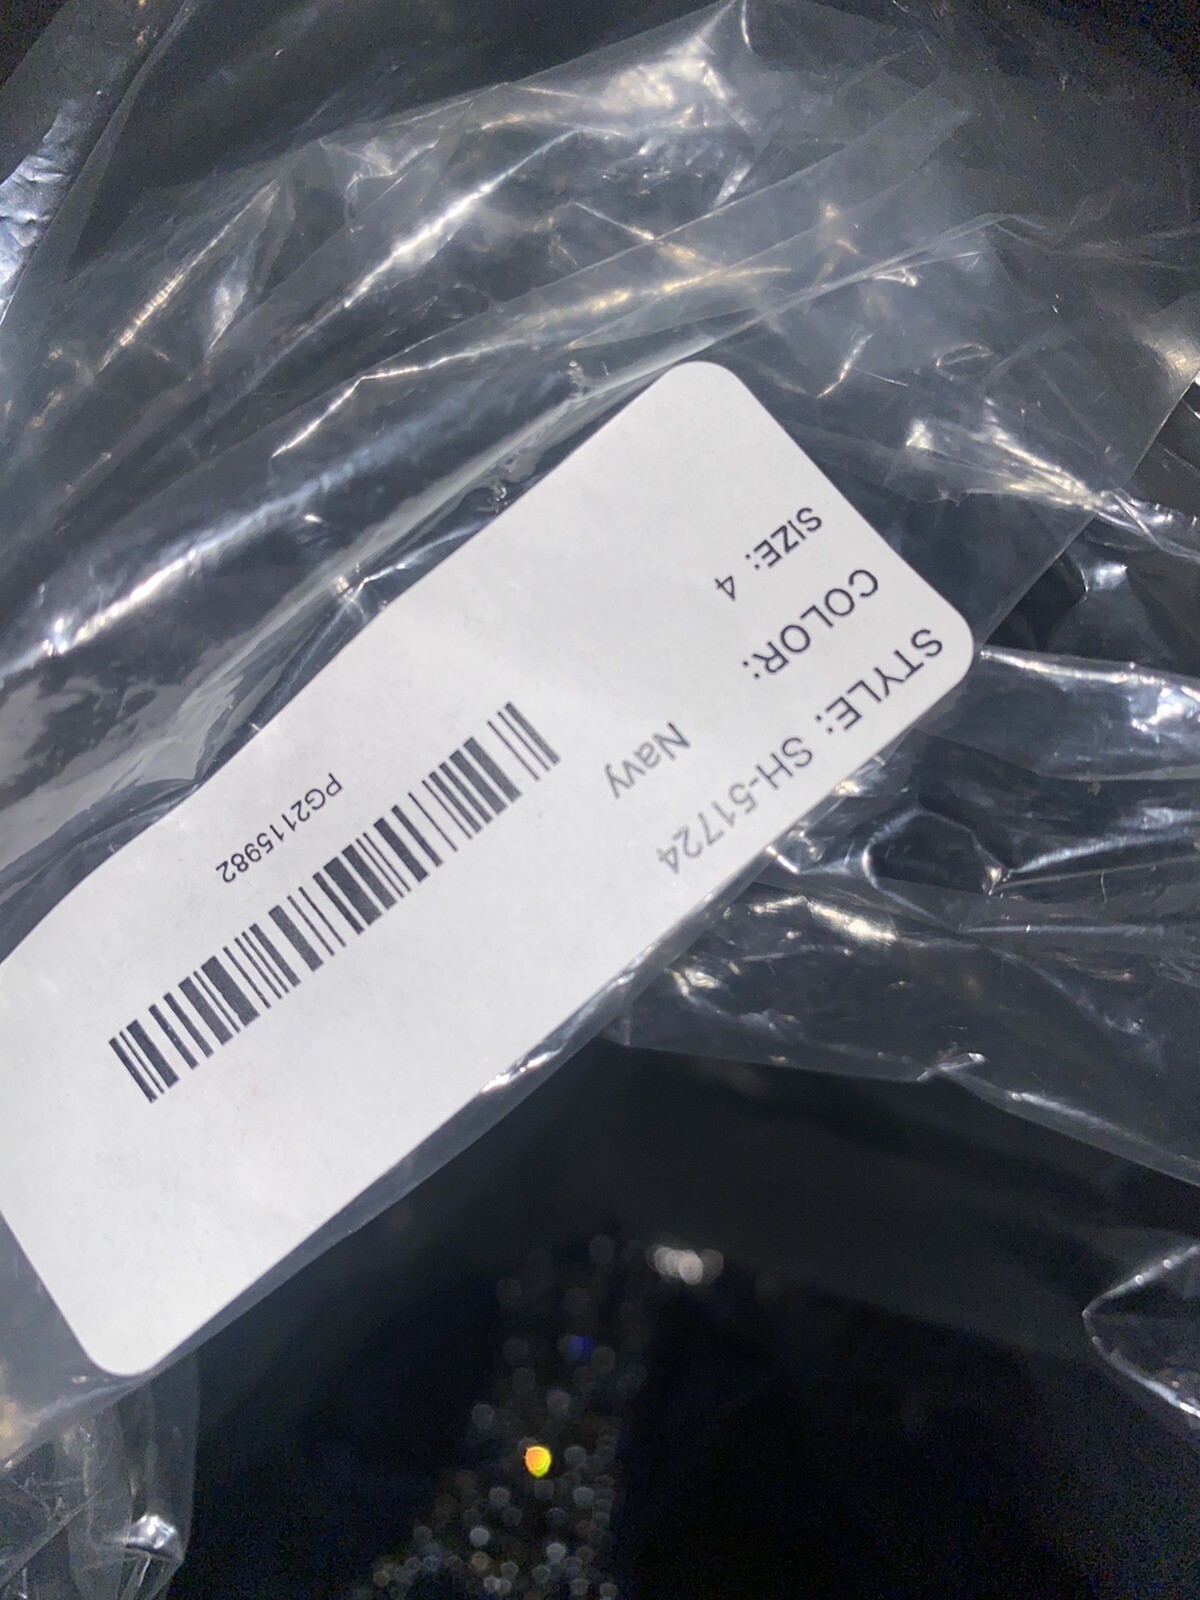 STYLE: SH-51724
COLOR:
Navy
SIZE: 4
PG2115982